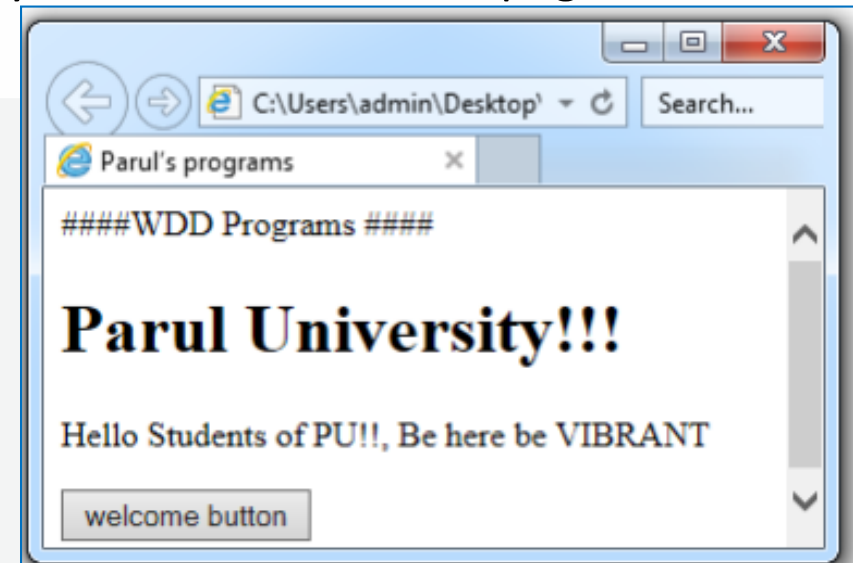 C:\Users\admin\Desktop\
Search...
Parul's programs
####WDD Programs ####
Parul University!!!
Hello Students of PU!!, Be here be VIBRANT
welcome button